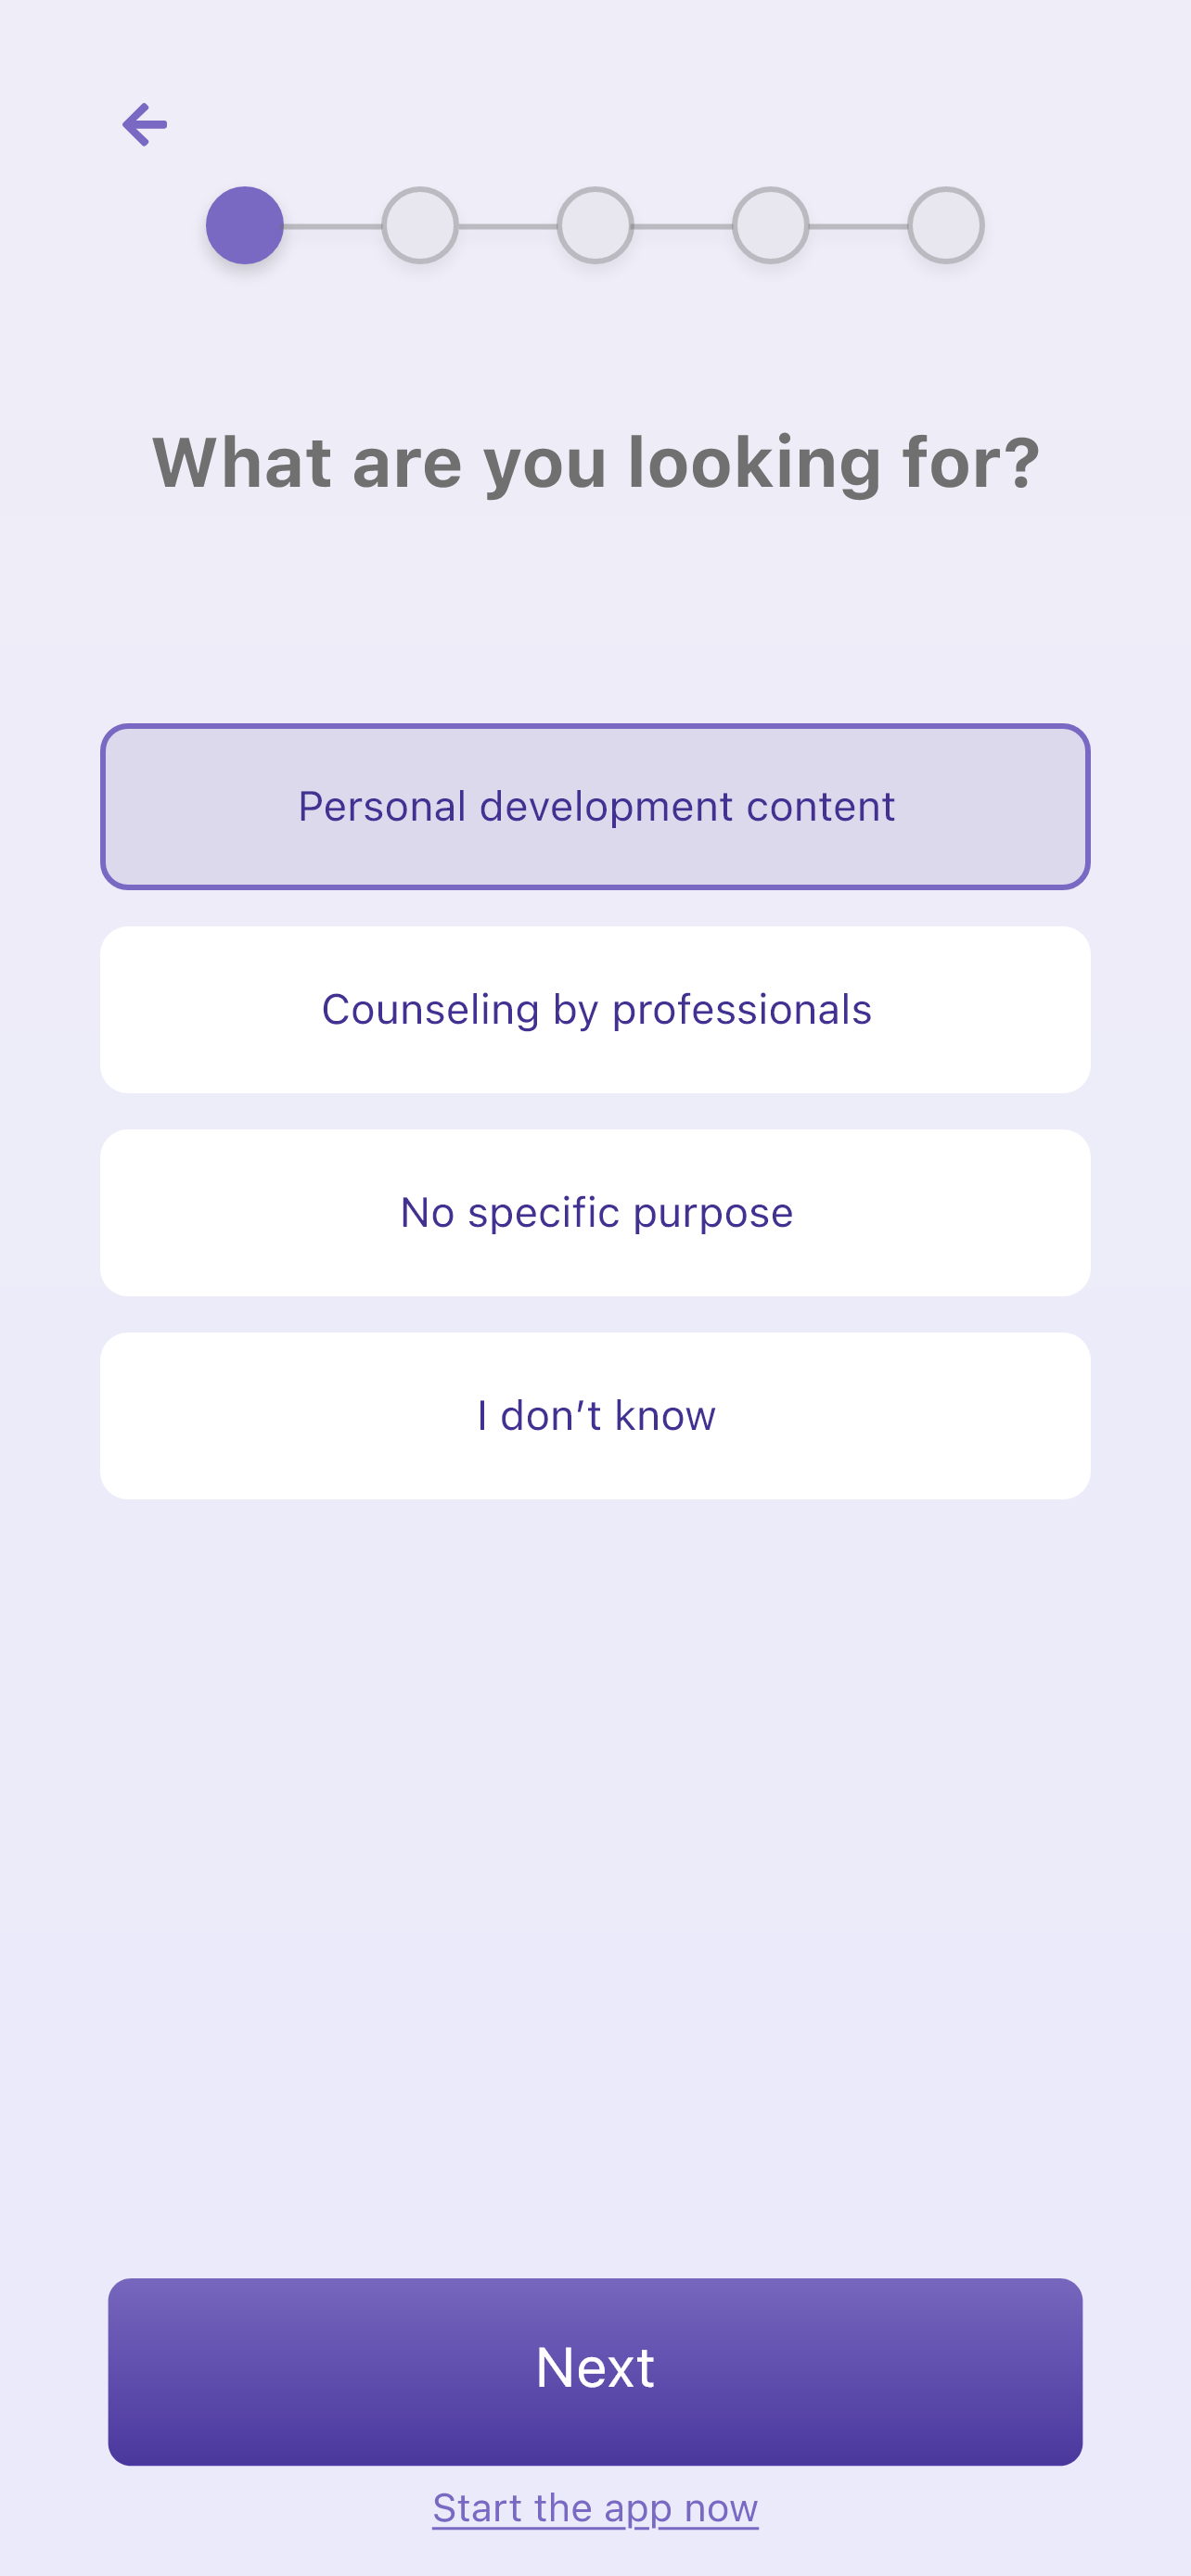 What are you looking for?
Personal development content
Counseling by professionals
No specific purpose
I don’t know
Next
Start the app now